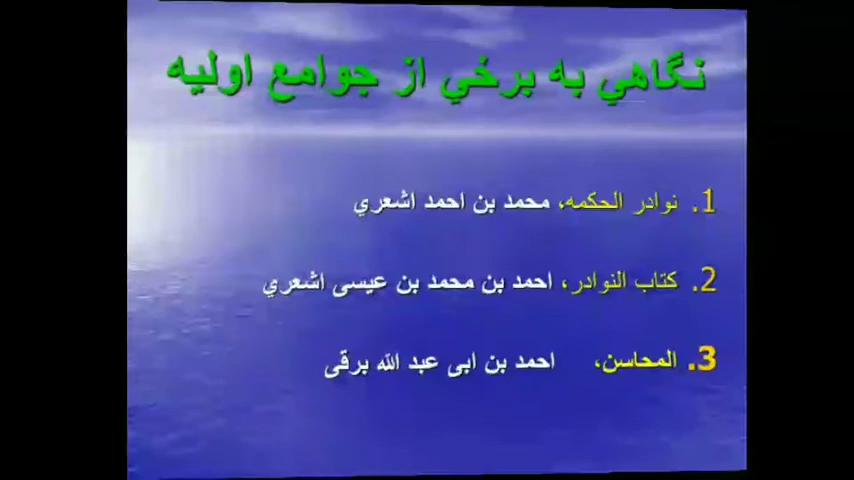 نگاهي به برخي از جوامع اوليه
1. نوادر الحكمه، محمد بن احمد اشعري
2. كتاب النوادر، احمد بن محمد بن عيسى اشعري
3. المحاسن، احمد بن ابى عبد الله برقى